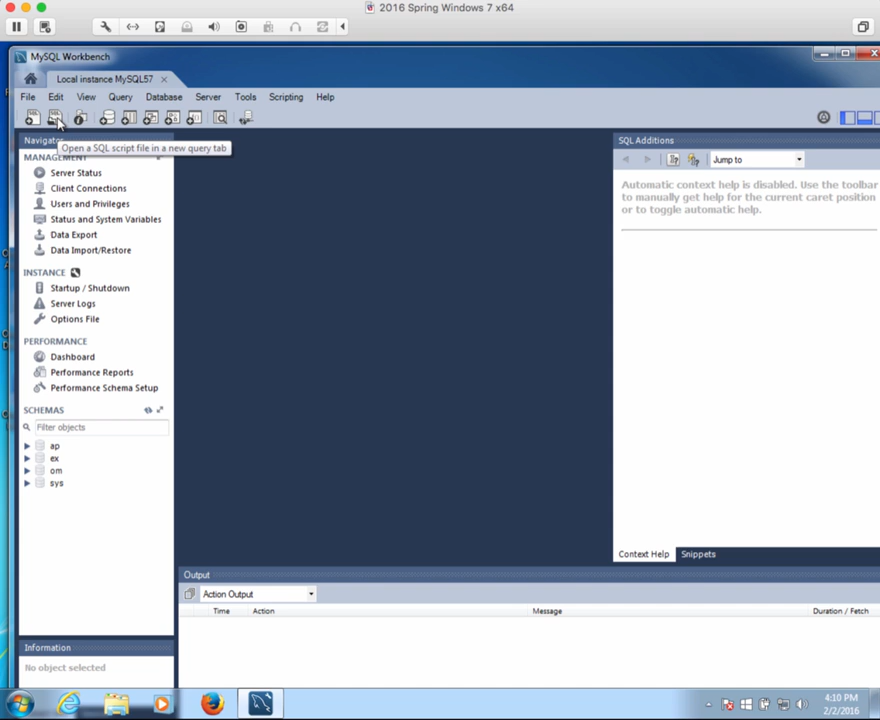 2016 Spring Windows 7 x64
MySQL Workbench
Local instance MySQL57
File Edit View Query Database Server Tools Scripting Help
Open a SQL script file in a new query tab
Navigator
MANAGEMENT
Server Status
Client Connections
Users and Privileges
Status and System Variables
Data Export
Data Import/Restore
INSTANCE
Startup / Shutdown
Server Logs
Options File
PERFORMANCE
Dashboard
Performance Reports
Performance Schema Setup
SCHEMAS
Filter objects
ap
ex
om
sys
Information
No object selected
SQL Additions
Jump to
Automatic context help is disabled. Use the toolbar
to manually get help for the current caret position
or to toggle automatic help.
Context Help Snippets
Output
Action Output
Time Action Message Duration / Fetch
4:10 PM
2/2/2016